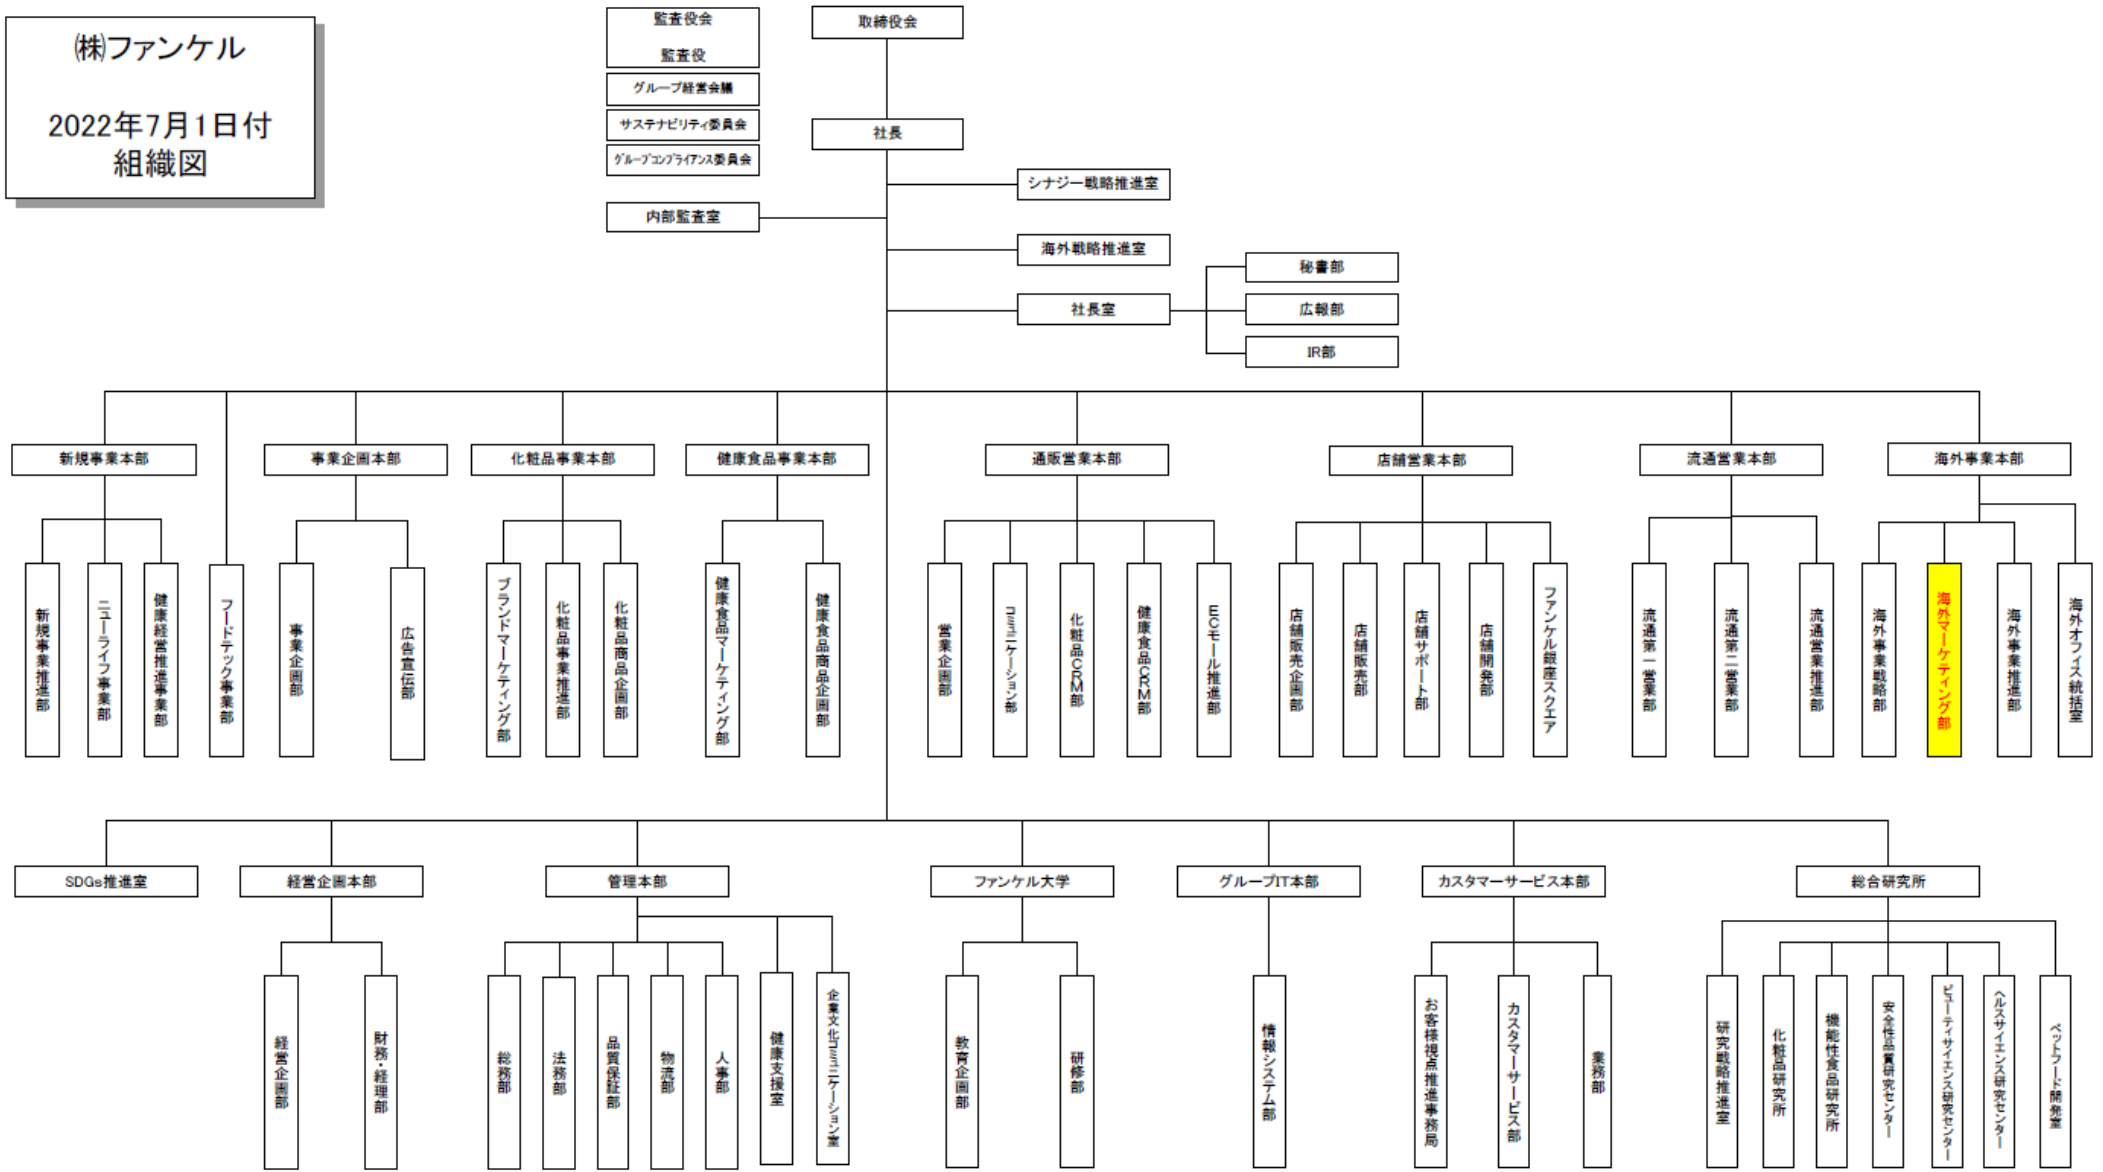 ㈱ファンケル
2022年7月1日付
組織図
監査役会
監査役
グループ経営会議
サステナビリティ委員会
グループコンプライアンス委員会
内部監査室
取締役会
社長
シナジー戦略推進室
海外戦略推進室
社長室
秘書部
広報部
IR部
新規事業本部
事業企画本部
化粧品事業本部
健康食品事業本部
通販営業本部
店舗営業本部
流通営業本部
海外事業本部
新規事業推進部
ニューライフ事業部
健康経営推進事業部
フードテック事業部
事業企画部
広告宣伝部
ブランドマーケティング部
化粧品事業推進部
化粧品商品企画部
健康食品マーケティング部
健康食品商品企画部
営業企画部
コミュニケーション部
化粧品CRM部
健康食品CRM部
ECモール推進部
店舗販売企画部
店舗販売部
店舗サポート部
店舗開発部
ファンケル銀座スクエア
流通第一営業部
流通第二営業部
流通営業推進部
海外事業戦略部
海外マーケティング部
海外事業推進部
海外オフィス統括室
SDGs推進室
経営企画本部
管理本部
ファンケル大学
グループIT本部
カスタマーサービス本部
総合研究所
経営企画部
財務・経理部
総務部
法務部
品質保証部
物流部
人事部
健康支援室
企業文化コミュニケーション室
教育企画部
研修部
情報システム部
お客様視点推進事務局
カスタマーサービス部
業務部
研究戦略推進室
化粧品研究所
機能性食品研究所
安全性品質研究センター
ビューティサイエンス研究センター
ヘルスサイエンス研究センター
ペットフード開発室